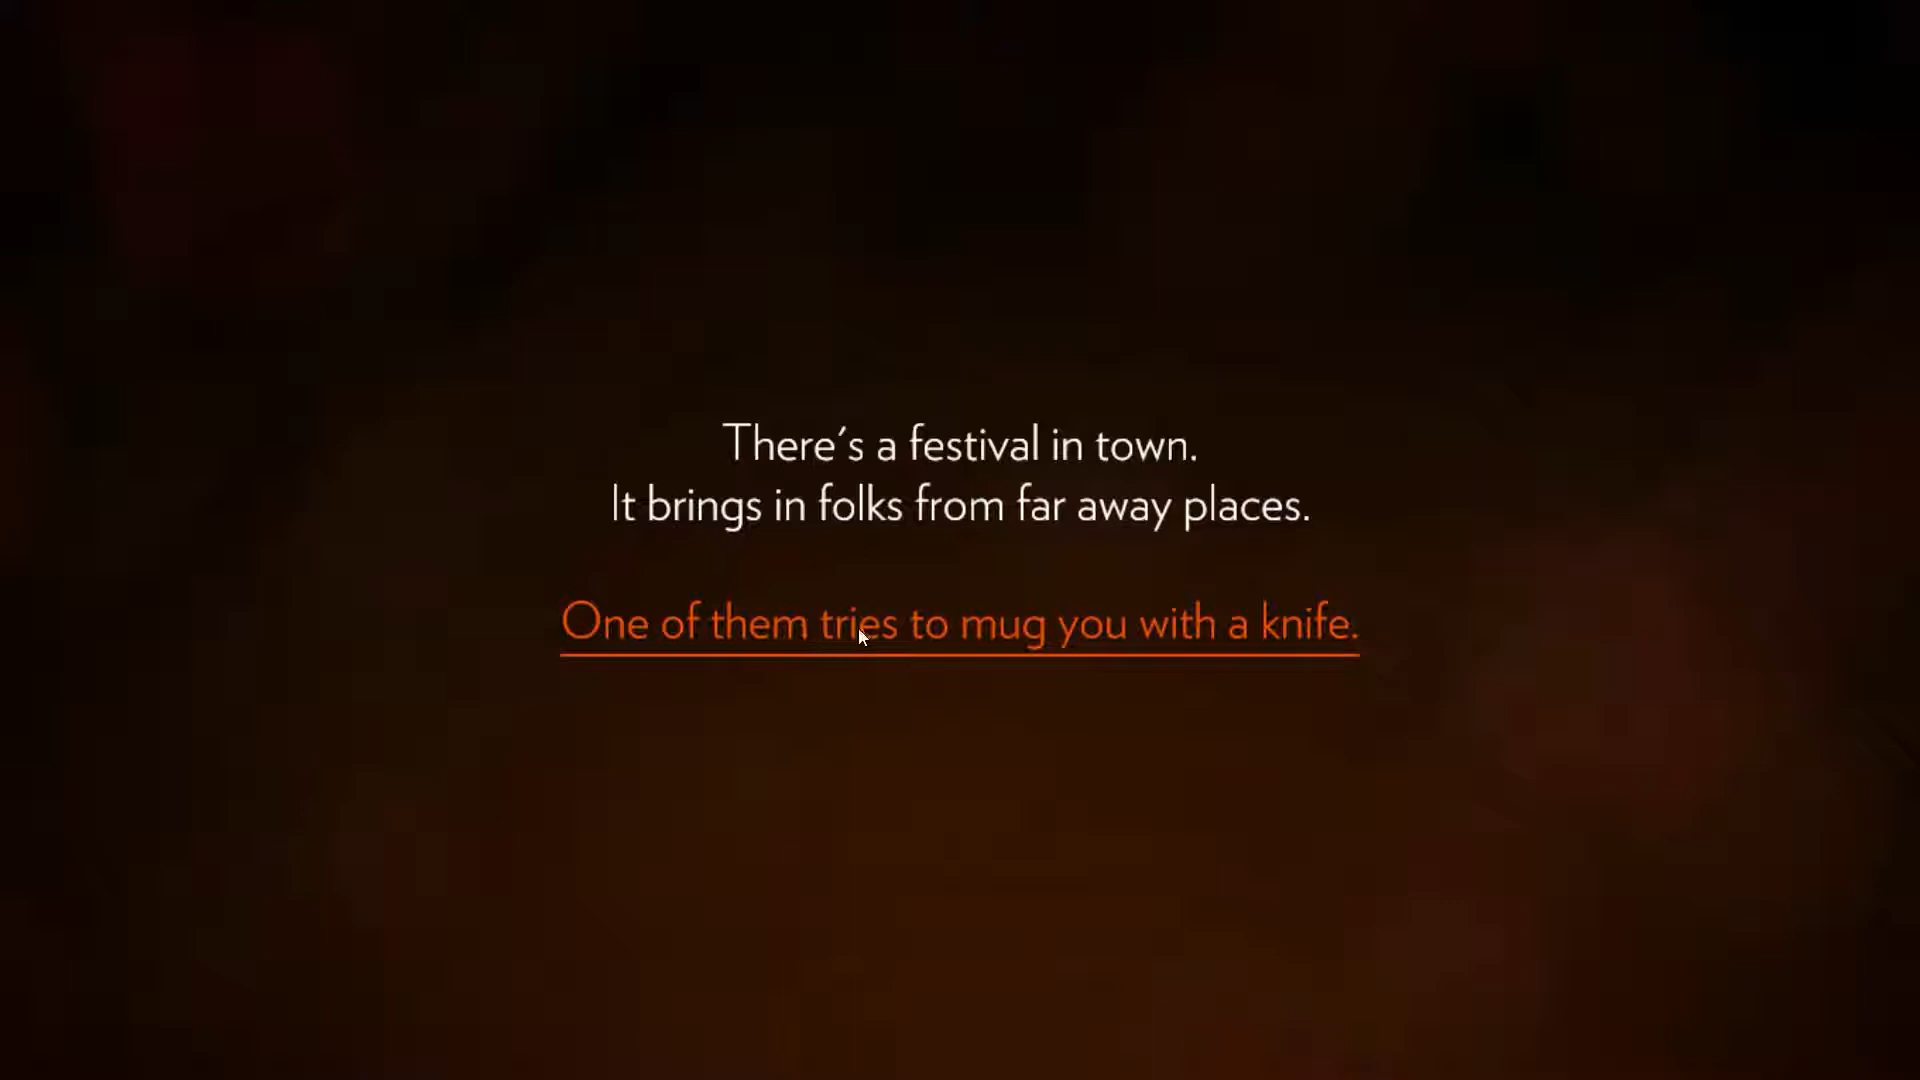 There's a festival in town.
It brings in folks from far away places.
One of them tries to mug you with a knife.